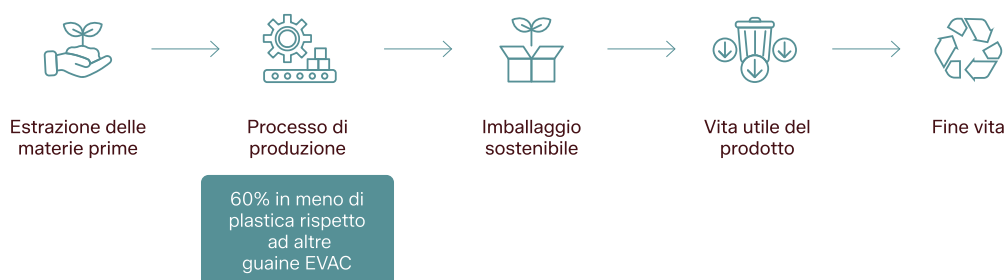 Estrazione delle
materie prime
Processo di
produzione
Imballaggio
sostenibile
Vita utile del
prodotto
Fine vita
60% in meno di
plastica rispetto
ad altre
guaine EVAC